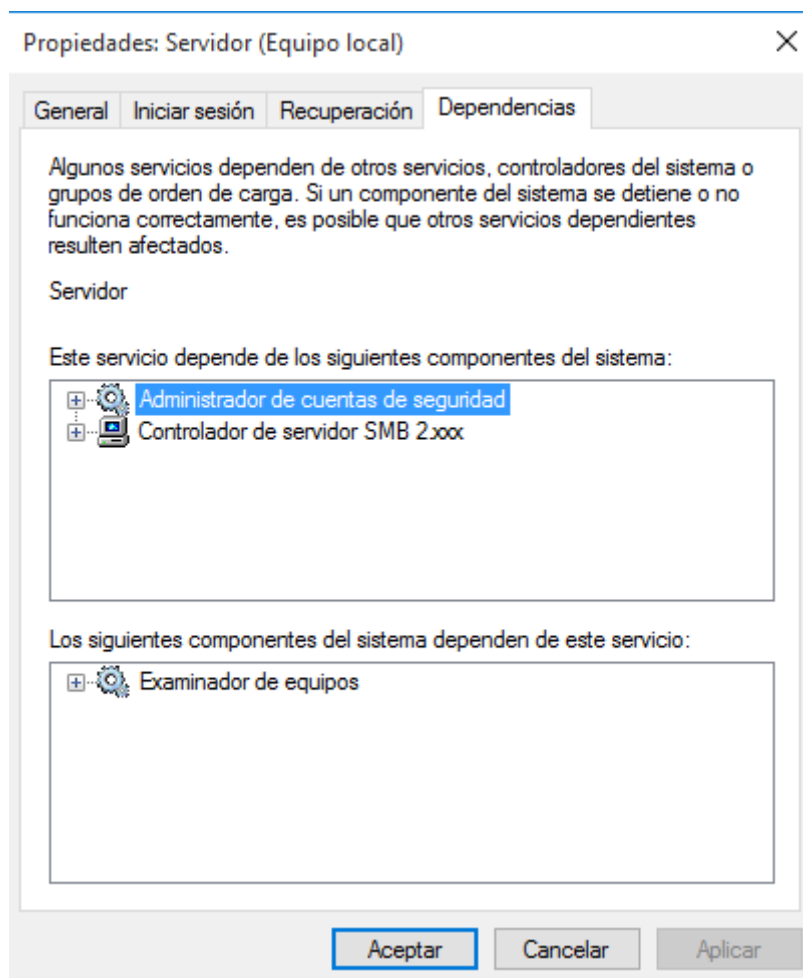 Propiedades: Servidor (Equipo local)
General Iniciar sesión Recuperación Dependencias
Algunos servicios dependen de otros servicios, controladores del sistema o
grupos de orden de carga. Si un componente del sistema se detiene o no
funciona correctamente, es posible que otros servicios dependientes
resulten afectados.
Servidor
Este servicio depende de los siguientes componentes del sistema:
Administrador de cuentas de seguridad
Controlador de servidor SMB 2.xxx
Los siguientes componentes del sistema dependen de este servicio:
Examinador de equipos
Aceptar Cancelar Aplicar